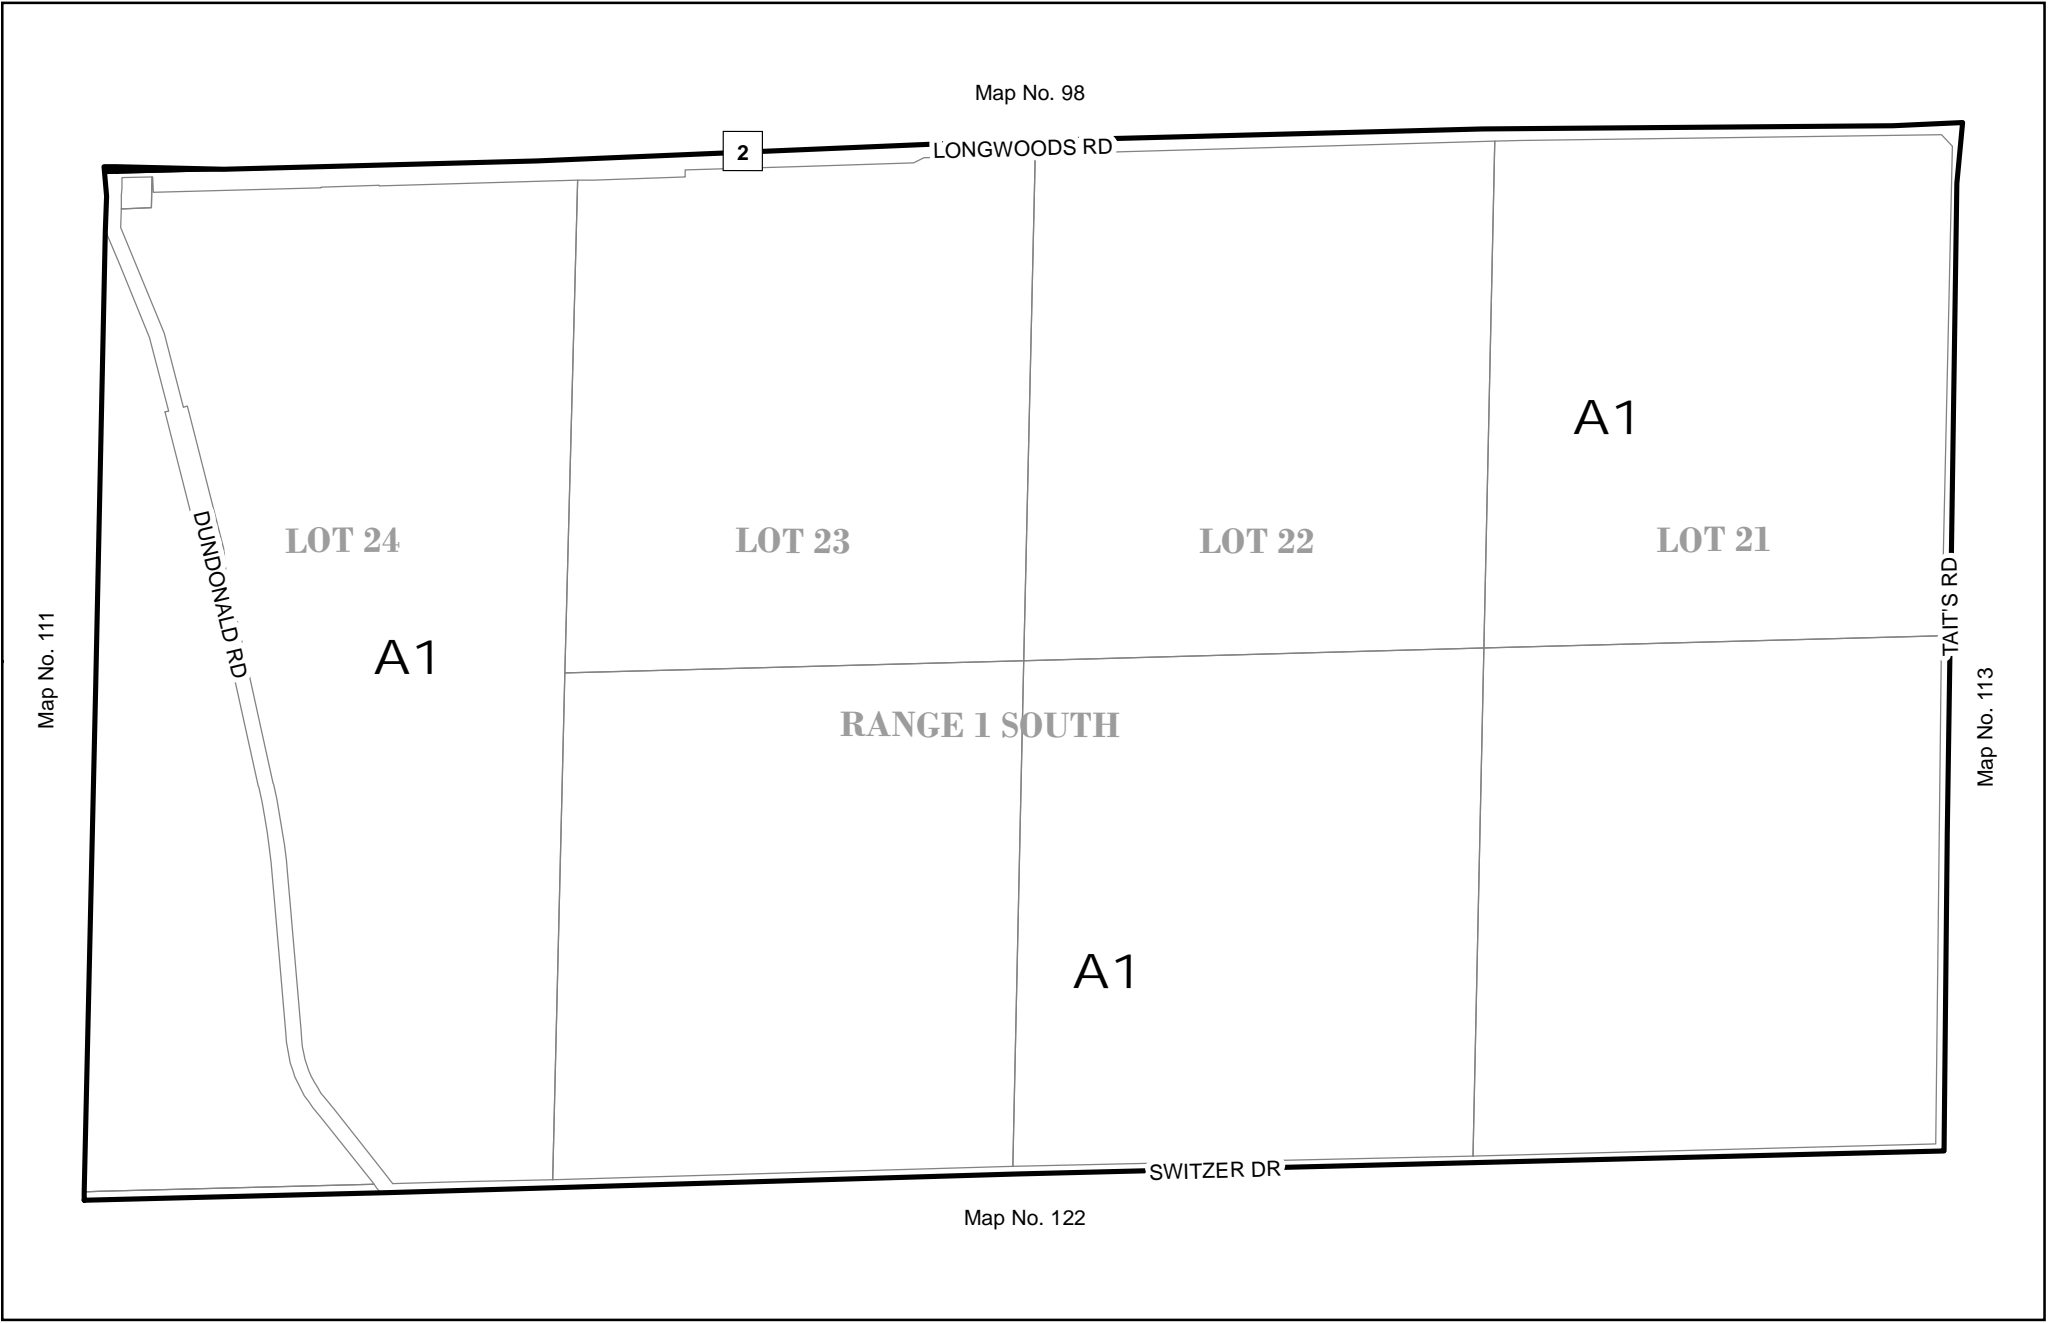 Map No. 98
2
LONGWOODS RD
A1
LOT 24
LOT 23
LOT 22
LOT 21
DUNDONALD RD
TAIT'S RD
A1
Map No. 111
RANGE 1 SOUTH
Map No. 113
A1
SWITZER DR
Map No. 122